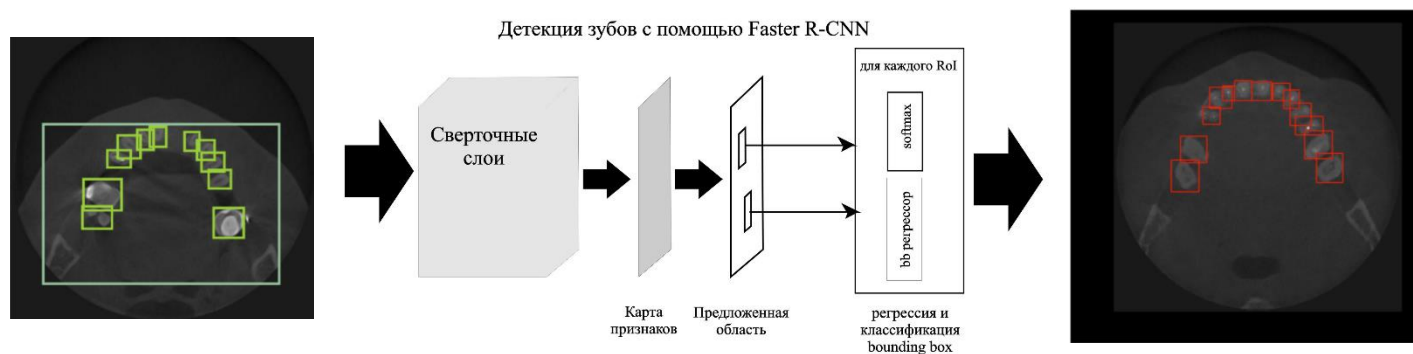 Детекция зубов с помощью Faster R-CNN
Сверточные
слои
для каждого RoI
softmax
bb регрессор
Карта
признаков
Предложенная
область
регрессия и
классификация
bounding box